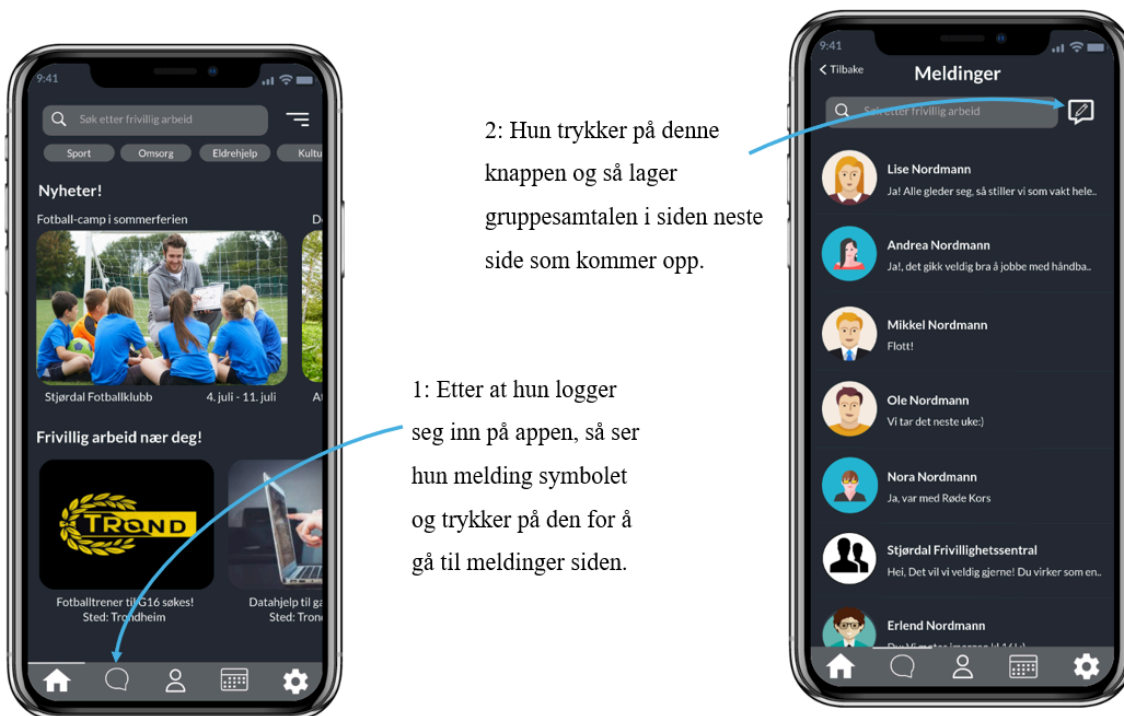 9:41
Søk etter frivillig arbeid
Sport Omsorg Eldrehjelp Kultu
Nyheter!
Fotball-camp i sommerferien
Stjørdal Fotballklubb 4. juli - 11. juli
Frivillig arbeid nær deg!
TROND
Fotballtrener til G16 søkes!
Sted: Trondheim
Datahjelp til ga
Sted: Tron
2: Hun trykker på denne
knappen og så lager
gruppesamtalen i siden neste
side som kommer opp.
1: Etter at hun logger
seg inn på appen, så ser
hun melding symbolet
og trykker på den for å
gå til meldinger siden.
9:41
Tilbake
Meldinger
Søk etter frivillig arbeid
Lise Nordmann
Ja! Alle gleder seg, så stiller vi som vakt hele..
Andrea Nordmann
Ja!, det gikk veldig bra å jobbe med håndba..
Mikkel Nordmann
Flott!
Ole Nordmann
Vi tar det neste uke:)
Nora Nordmann
Ja, var med Røde Kors
Stjørdal Frivillighetssentral
Hei, Det vil vi veldig gjerne! Du virker som en..
Erlend Nordmann